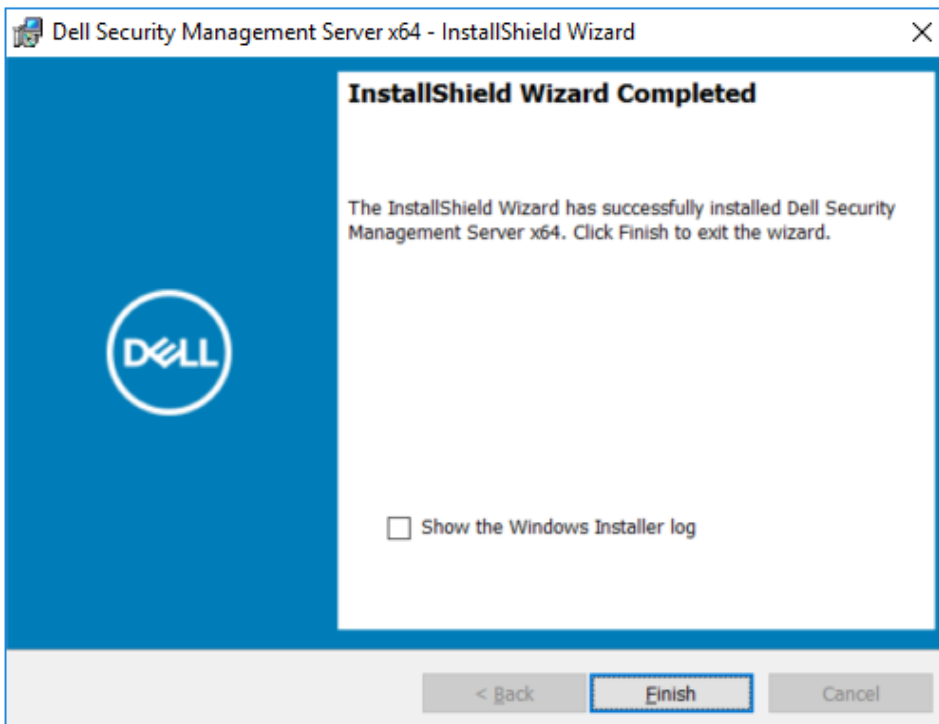 Dell Security Management Server x64 - InstallShield Wizard
InstallShield Wizard Completed
The InstallShield Wizard has successfully installed Dell Security
Management Server x64. Click Finish to exit the wizard.
DELL
Show the Windows Installer log
< Back
Finish
Cancel